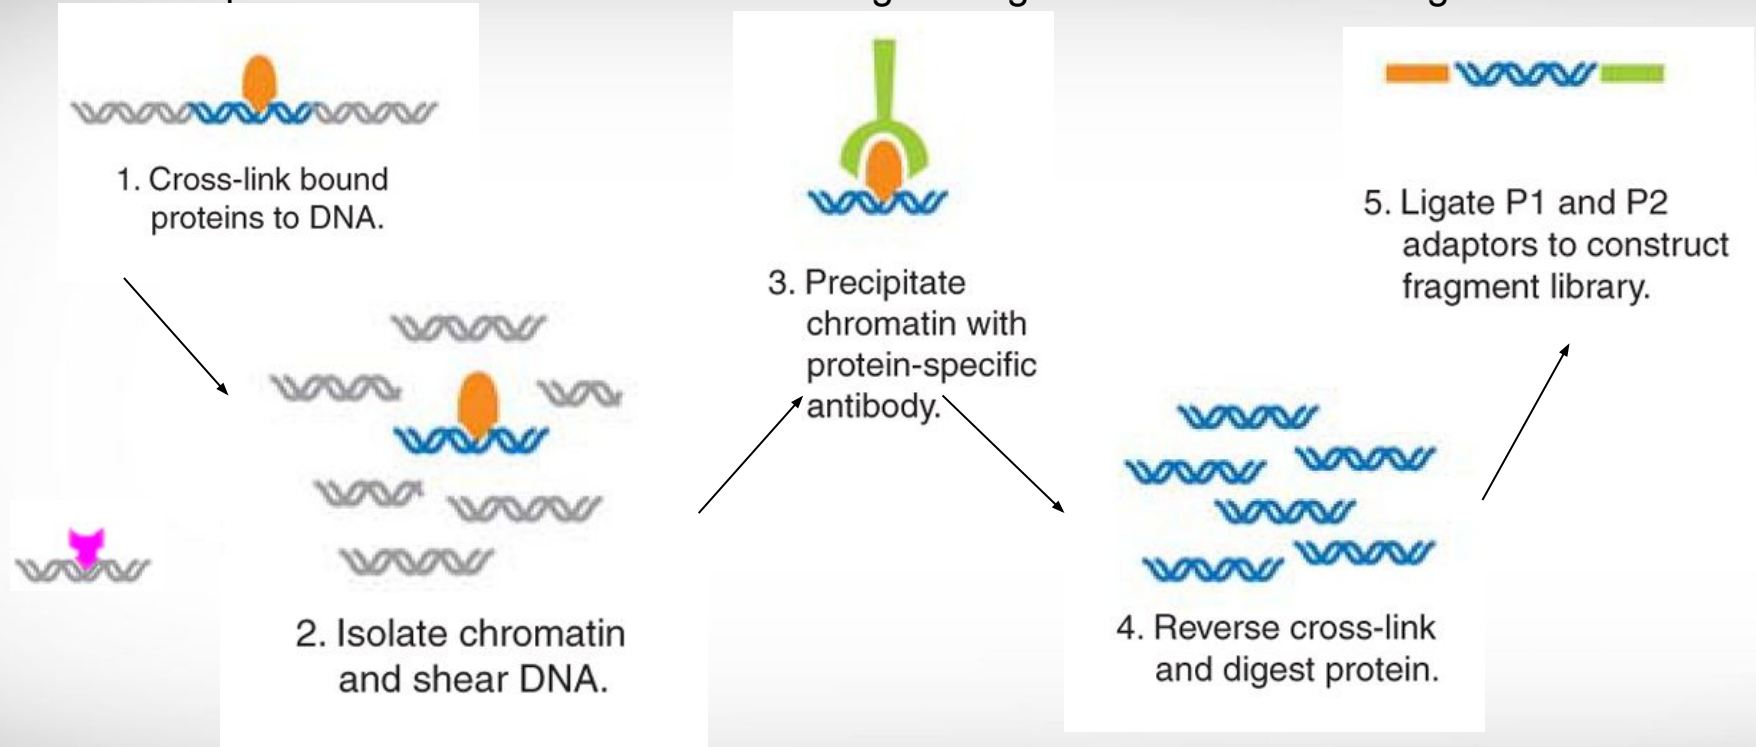 1. Cross-link bound
proteins to DNA.
2. Isolate chromatin
and shear DNA.
3. Precipitate
chromatin with
protein-specific
antibody.
4. Reverse cross-link
and digest protein.
5. Ligate P1 and P2
adaptors to construct
fragment library.